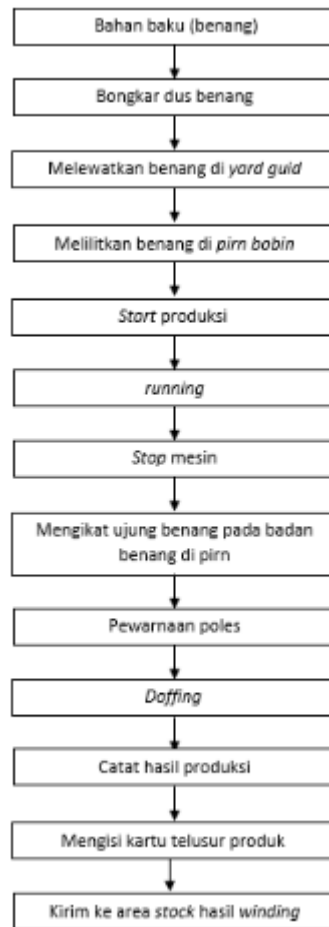 Bahan baku (benang)
Bongkar dus benang
Melewatkan benang di yard guid
Melilitkan benang di pirn bobin
Start produksi
running
Stop mesin
Mengikat ujung benang pada badan
benang di pirn
Pewarnaan poles
Doffing
Catat hasil produksi
Mengisi kartu telusur produk
Kirim ke area stock hasil winding